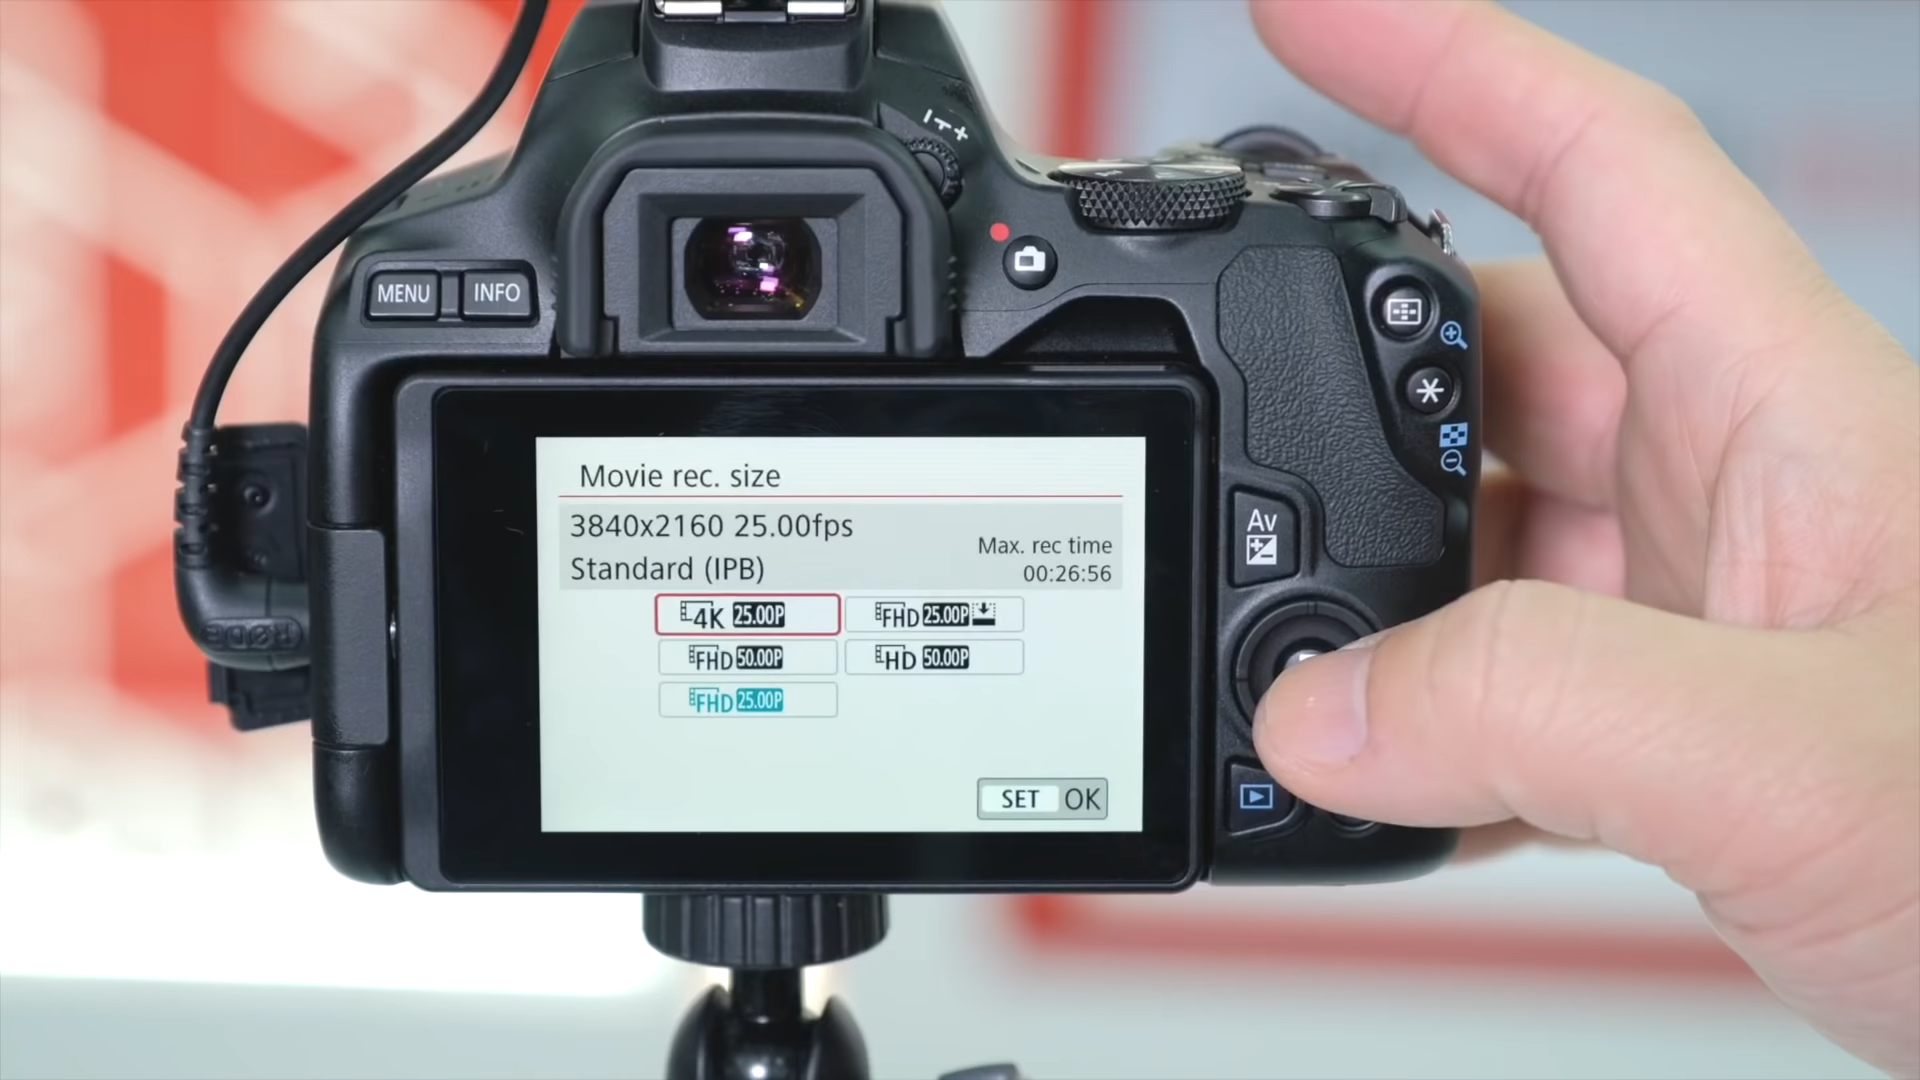 MENU INFO
Movie rec. size
3840x2160 25.00fps
Standard (IPB)
Max. rec time
00:26:56
4K 25.00P
FHD 25.00P
FHD 50.00P
HD 50.00P
FHD 25.00P
SET OK
Av
RØDE